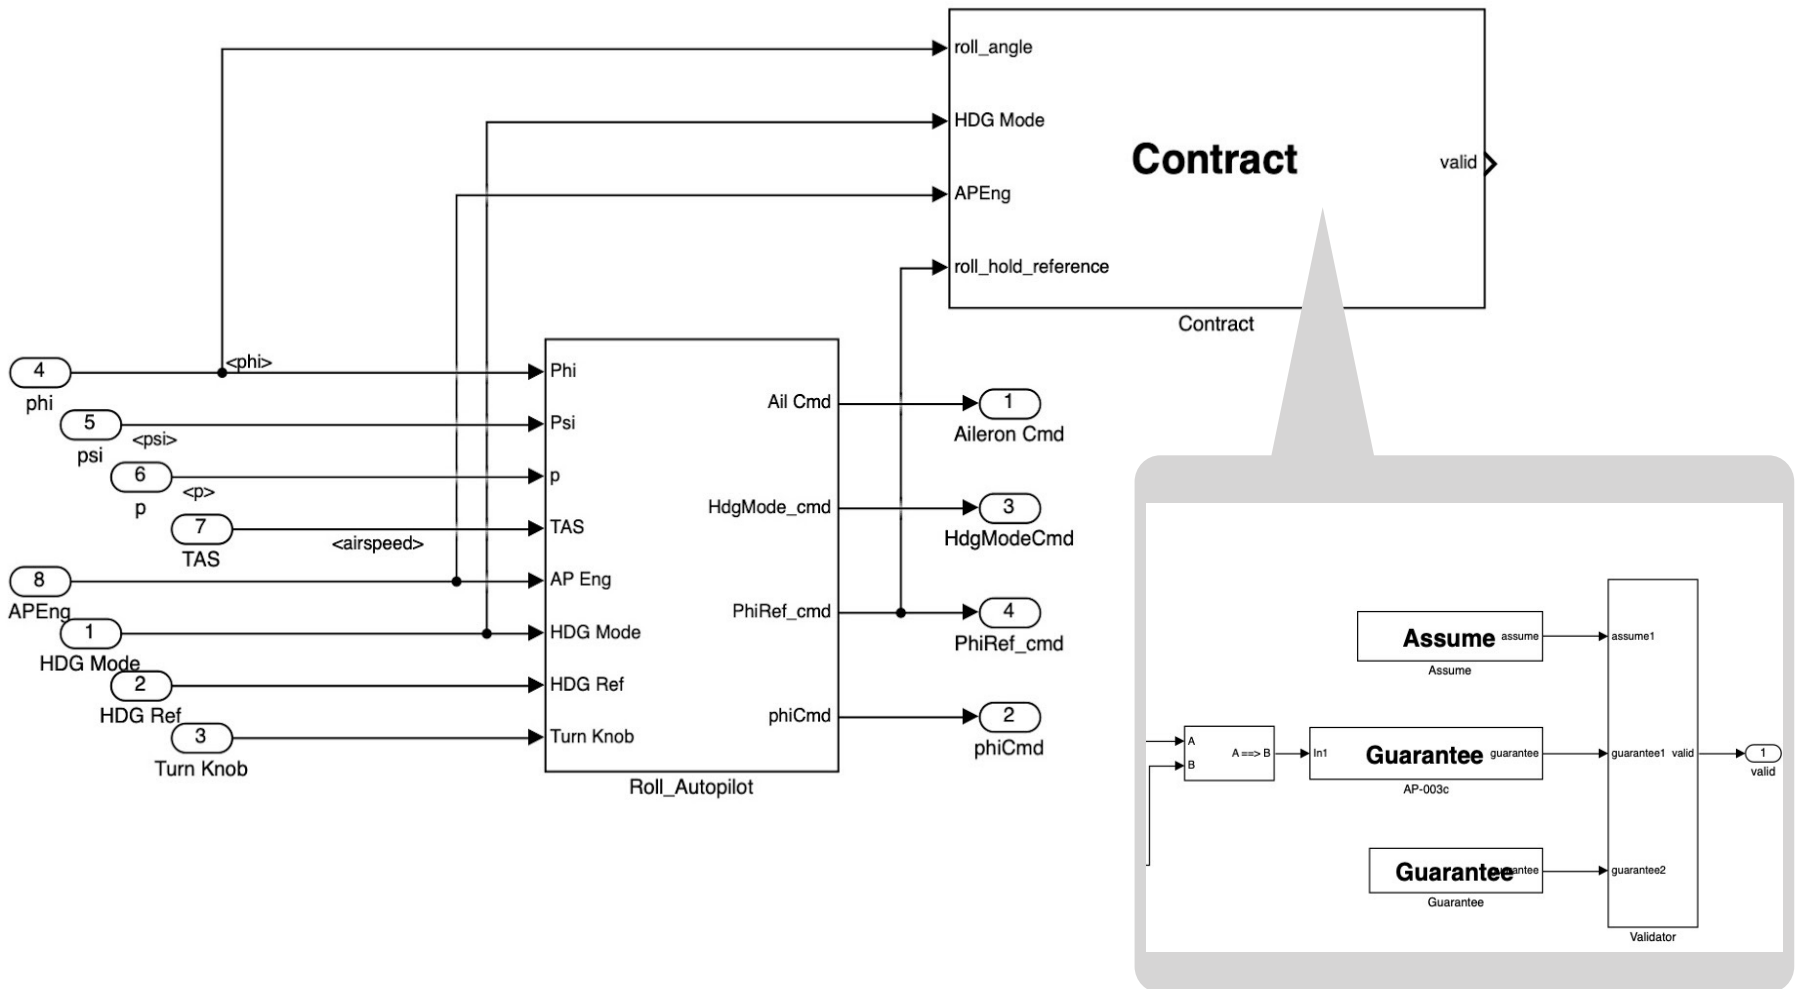 roll_angle
HDG Mode
APEng
roll_hold_reference
Contract
valid
Contract
4
phi
<phi>
5
psi
<psi>
6
p
<p>
7
TAS
<airspeed>
8
APEng
1
HDG Mode
2
HDG Ref
3
Turn Knob
Phi
Psi
p
TAS
AP Eng
HDG Mode
HDG Ref
Turn Knob
Ail Cmd
HdgMode_cmd
PhiRef_cmd
phiCmd
Roll_Autopilot
1
Aileron Cmd
3
HdgModeCmd
4
PhiRef_cmd
2
phiCmd
Assume assume
Assume
A
B
A ==> B
In1 Guarantee guarantee
AP-003c
Guarantee
Guarantee
assume1
guarantee1
guarantee2
valid
Validator
1
valid